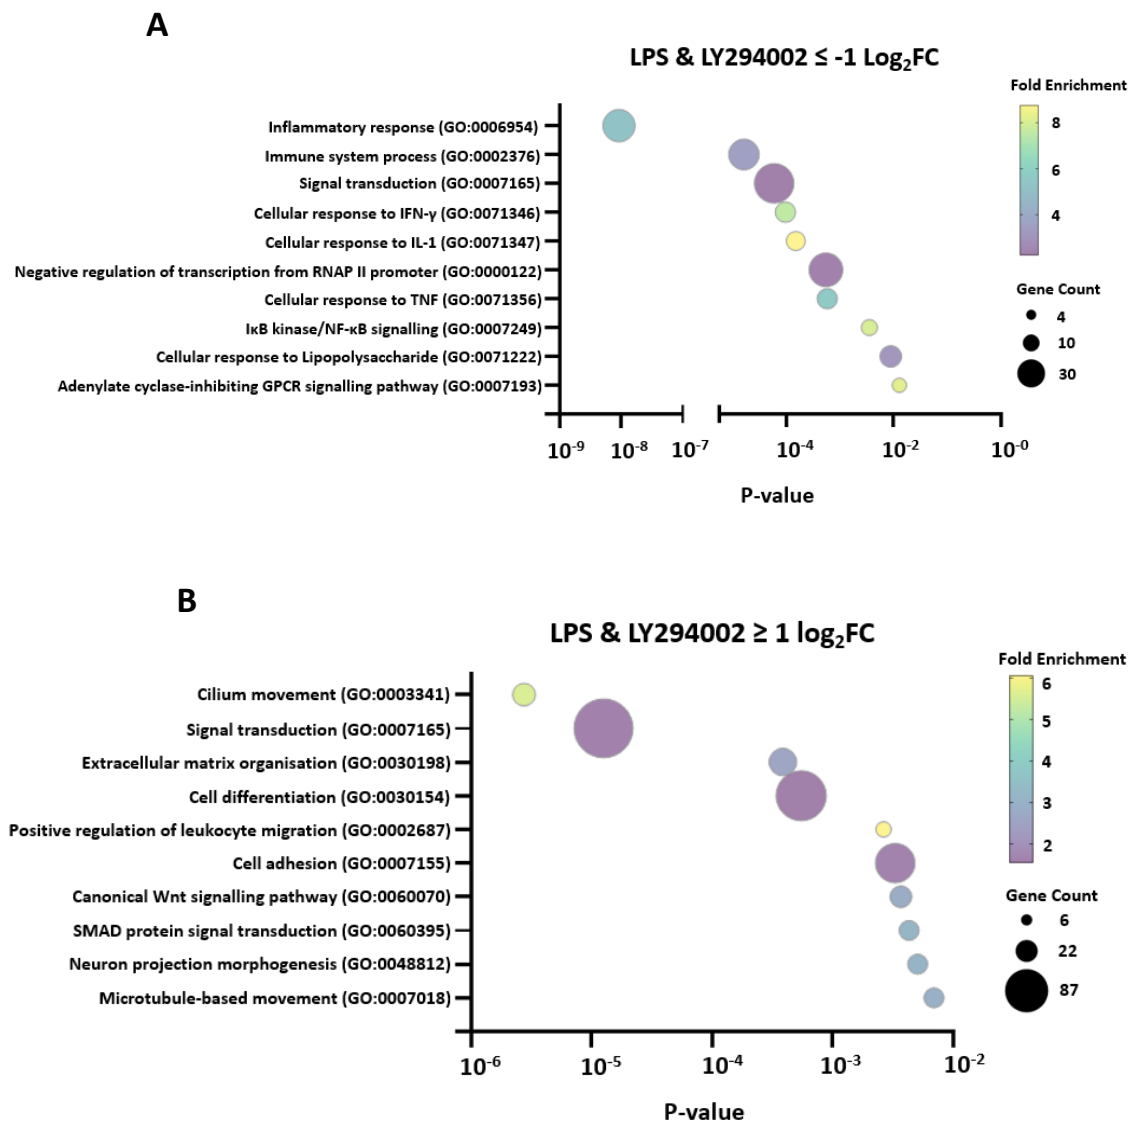 A
LPS & LY294002 ≤ -1 Log₂FC
Fold Enrichment
8
6
4
Gene Count
4
10
30
Inflammatory response (GO:0006954)
Immune system process (GO:0002376)
Signal transduction (GO:0007165)
Cellular response to IFN-γ (GO:0071346)
Cellular response to IL-1 (GO:0071347)
Negative regulation of transcription from RNAP II promoter (GO:0000122)
Cellular response to TNF (GO:0071356)
IκB kinase/NF-κB signalling (GO:0007249)
Cellular response to Lipopolysaccharide (GO:0071222)
Adenylate cyclase-inhibiting GPCR signalling pathway (GO:0007193)
10⁻⁹ 10⁻⁸ 10⁻⁷ 10⁻⁴ 10⁻² 10⁻⁰
P-value
B
LPS & LY294002 ≥ 1 log₂FC
Fold Enrichment
6
5
4
3
2
Gene Count
6
22
87
Cilium movement (GO:0003341)
Signal transduction (GO:0007165)
Extracellular matrix organisation (GO:0030198)
Cell differentiation (GO:0030154)
Positive regulation of leukocyte migration (GO:0002687)
Cell adhesion (GO:0007155)
Canonical Wnt signalling pathway (GO:0060070)
SMAD protein signal transduction (GO:0060395)
Neuron projection morphogenesis (GO:0048812)
Microtubule-based movement (GO:0007018)
10⁻⁶ 10⁻⁵ 10⁻⁴ 10⁻³ 10⁻²
P-value